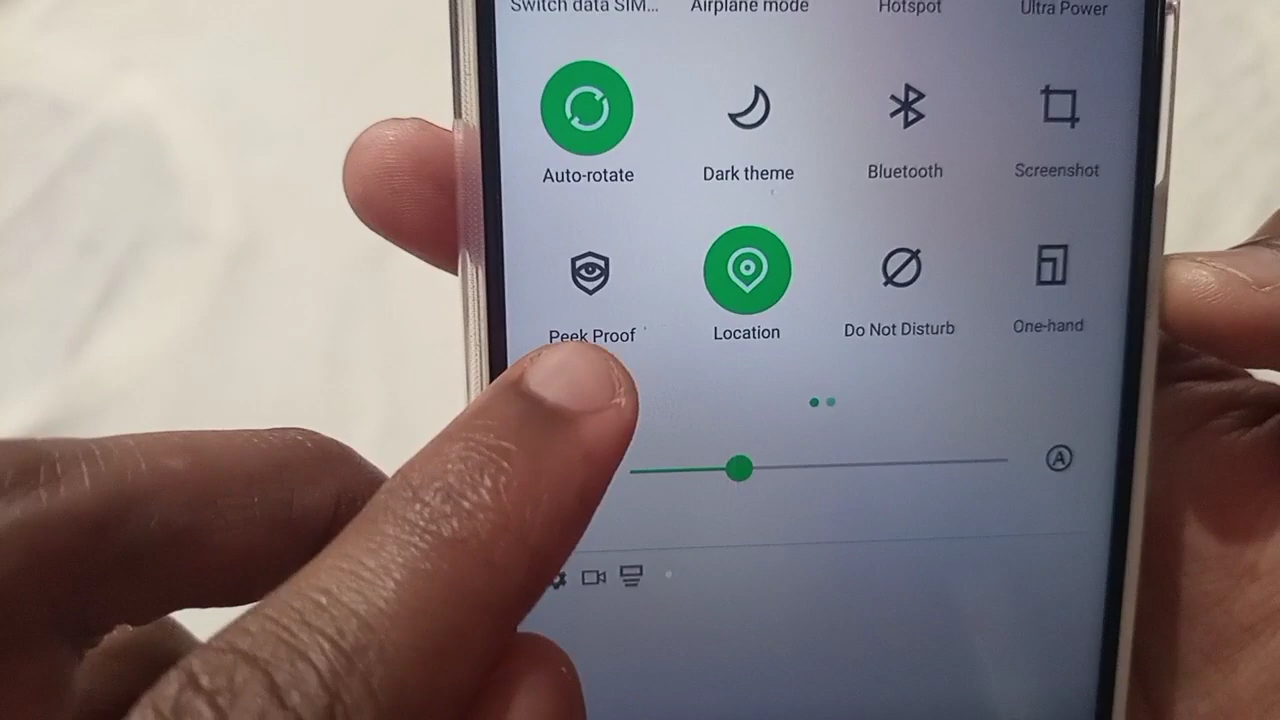 Switch data SIM... Airplane mode Hotspot Ultra Power
Auto-rotate Dark theme Bluetooth Screenshot
Peek Proof Location Do Not Disturb One-hand
A